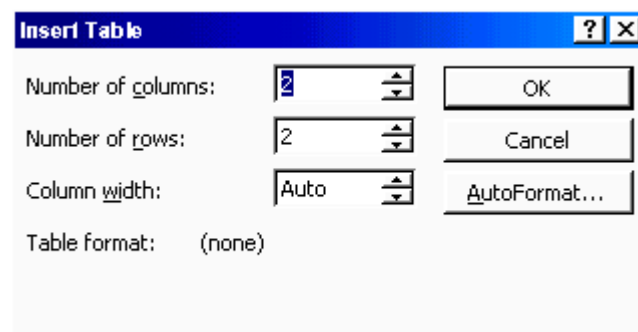 Insert Table
Number of columns: 2 OK
Number of rows: 2 Cancel
Column width: Auto AutoFormat...
Table format: (none)